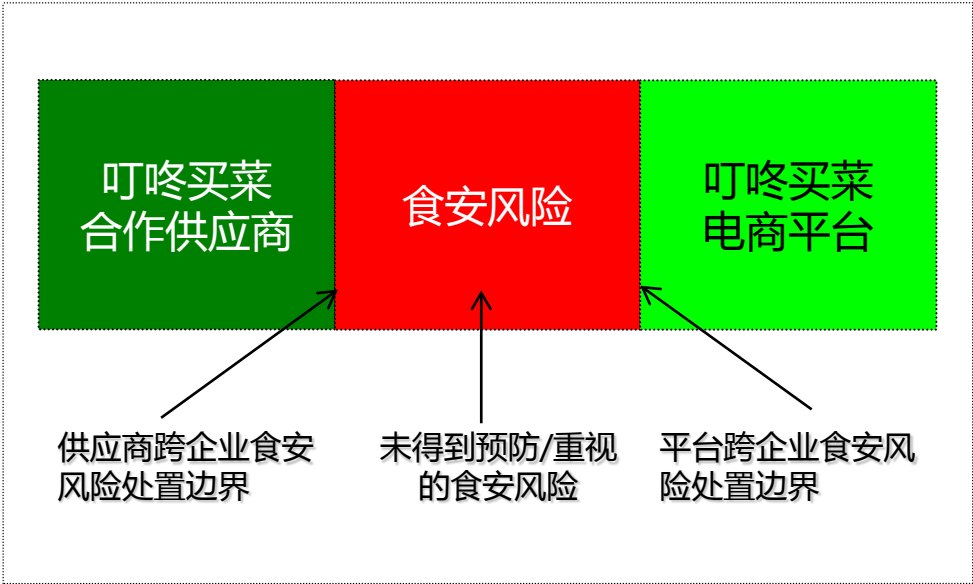 叮咚买菜
合作供应商
食安风险
叮咚买菜
电商平台
供应商跨企业食安
风险处置边界
未得到预防/重视
的食安风险
平台跨企业食安风
险处置边界